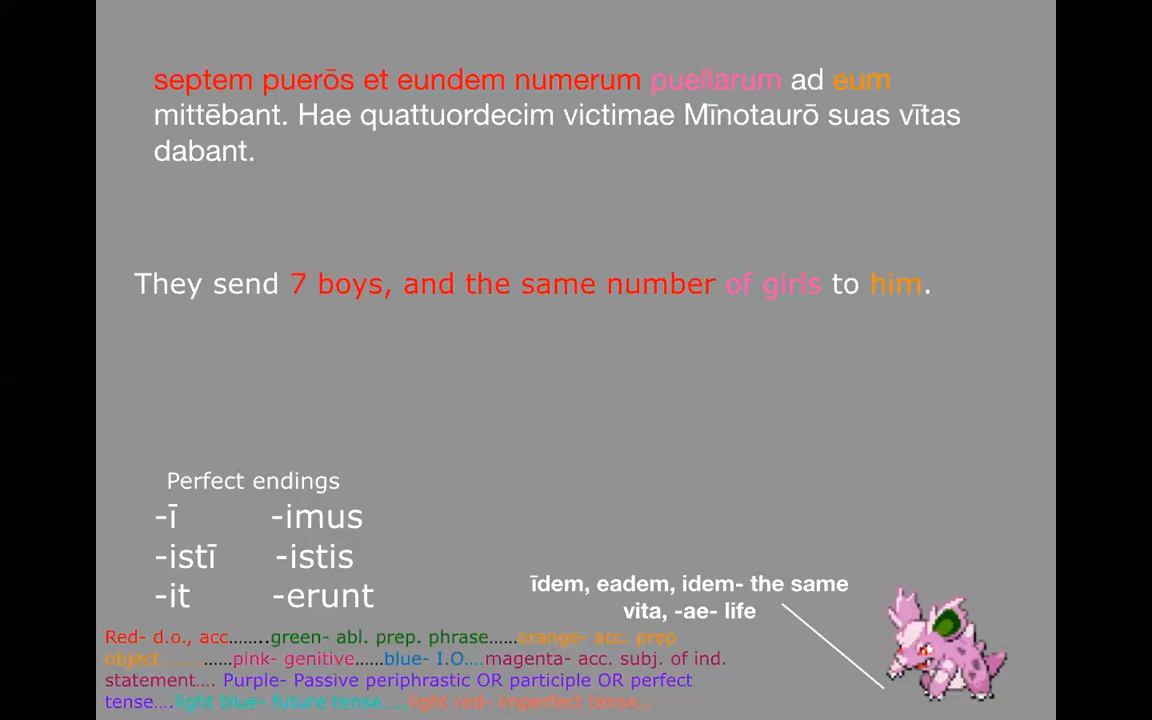 septem puerōs et eundem numerum puellarum ad eum
mittēbant. Hae quattuordecim victimae Mīnotaurō suas vītas
dabant.
They send 7 boys, and the same number of girls to him.
Perfect endings
-ī -imus
-istī -istis
-it -erunt
īdem, eadem, idem- the same
vita, -ae- life
Red- d.o., acc........green- abl. prep. phrase......orange- acc. prep
object..............pink- genitive......blue- I.O....magenta- acc. subj. of ind.
statement.... Purple- Passive periphrastic OR participle OR perfect
tense....light blue- future tense.....light red- imperfect tense...